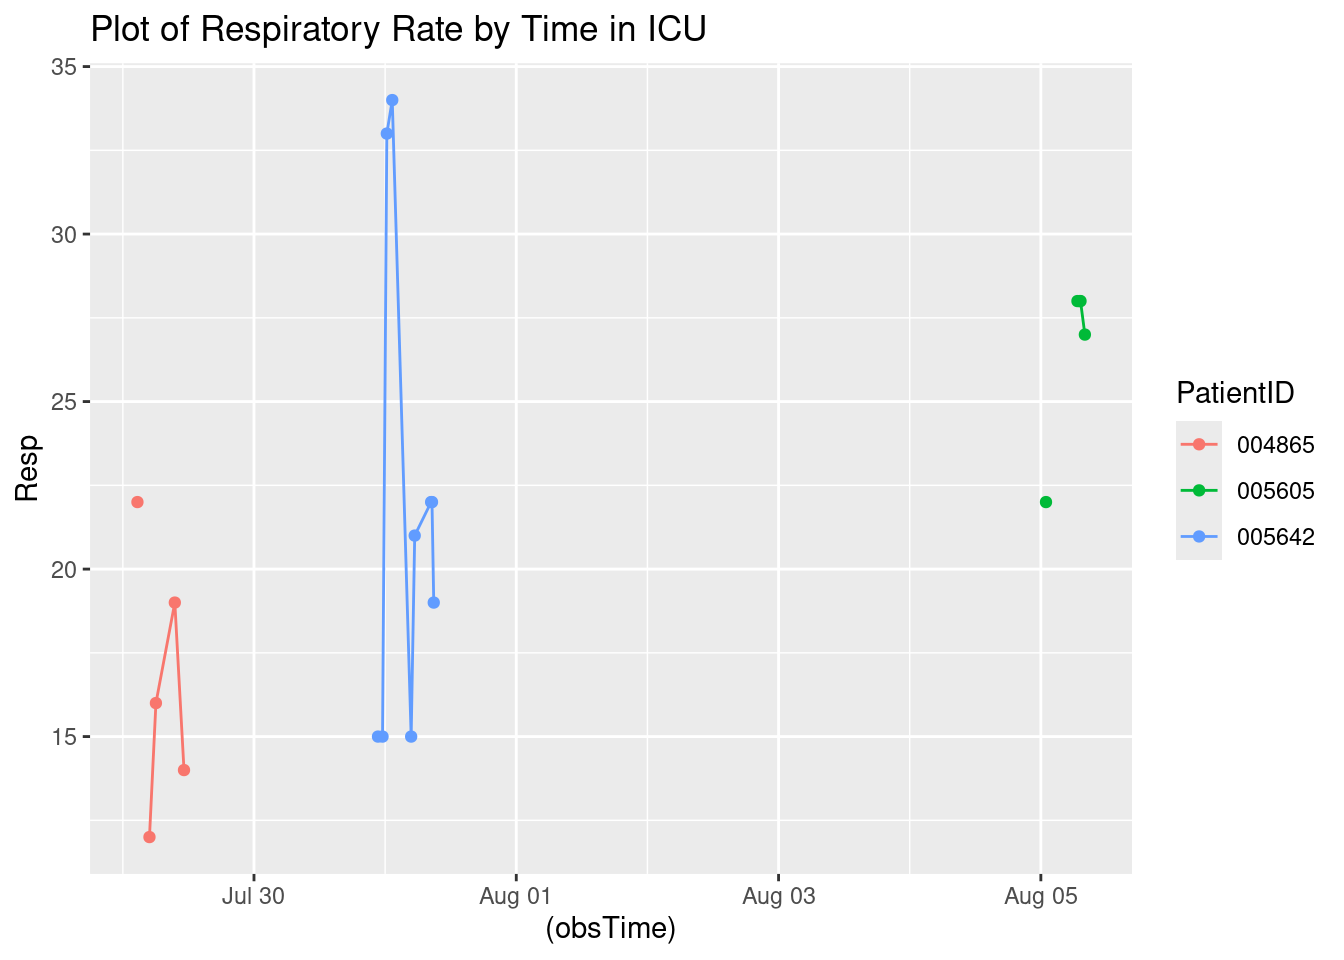 Plot of Respiratory Rate by Time in ICU
35
30
25
20
15
Resp
Jul 30
Aug 01
Aug 03
Aug 05
(obsTime)
PatientID
004865
005605
005642